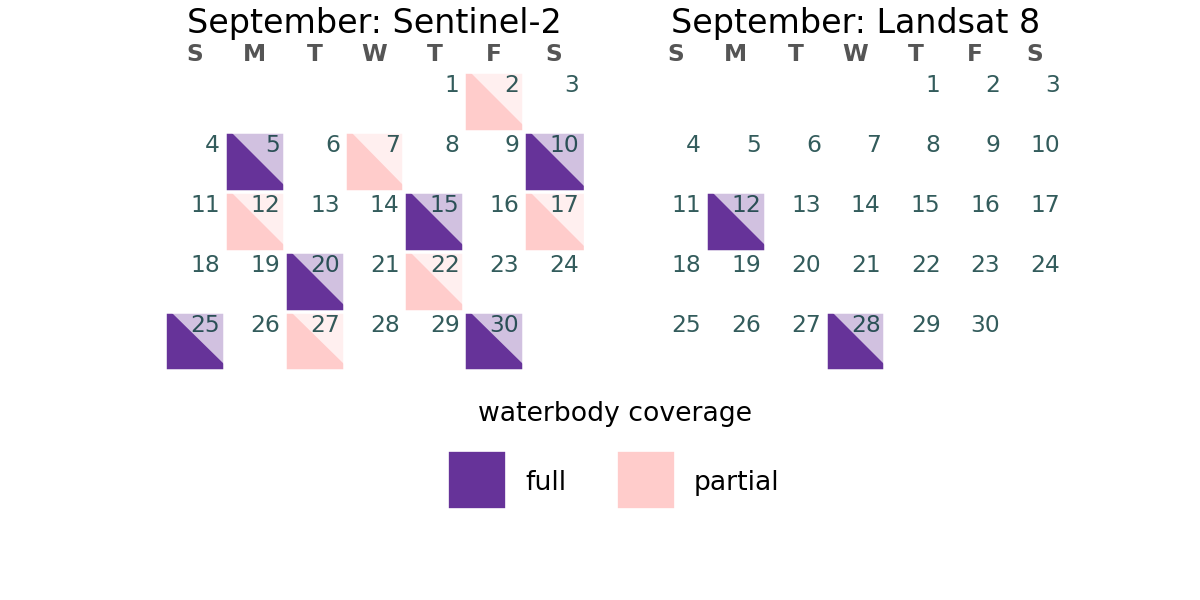 September: Sentinel-2
S M T W T F S
1 2 3
4 5 6 7 8 9 10
11 12 13 14 15 16 17
18 19 20 21 22 23 24
25 26 27 28 29 30
September: Landsat 8
S M T W T F S
1 2 3
4 5 6 7 8 9 10
11 12 13 14 15 16 17
18 19 20 21 22 23 24
25 26 27 28 29 30
waterbody coverage
full partial